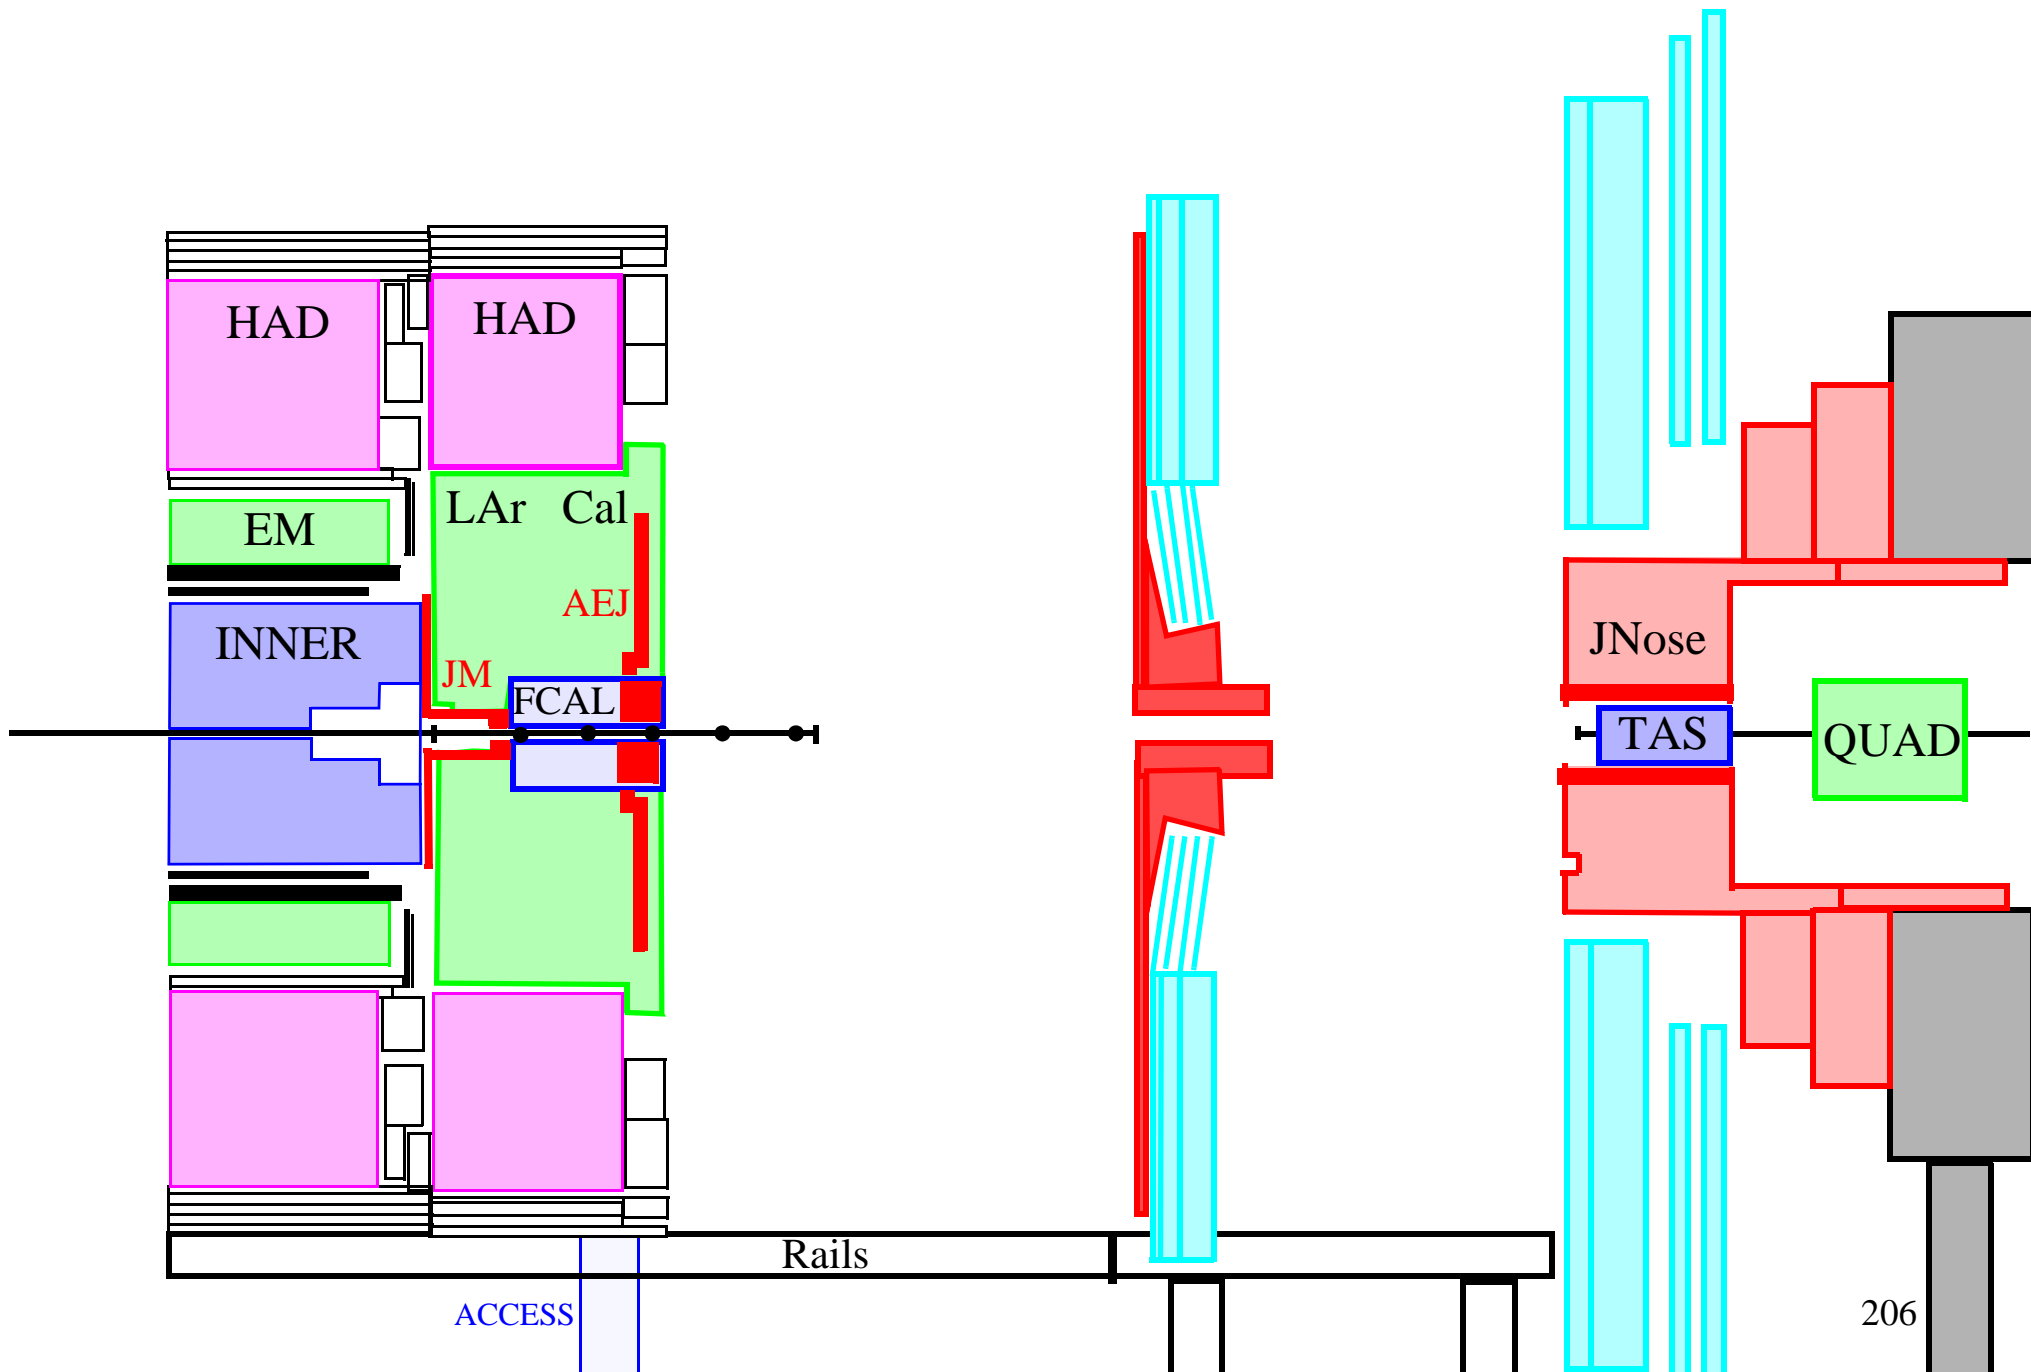 HAD
HAD
LAr Cal
EM
AEJ
INNER
JNose
JM
FCAL
TAS
QUAD
Rails
ACCESS
206